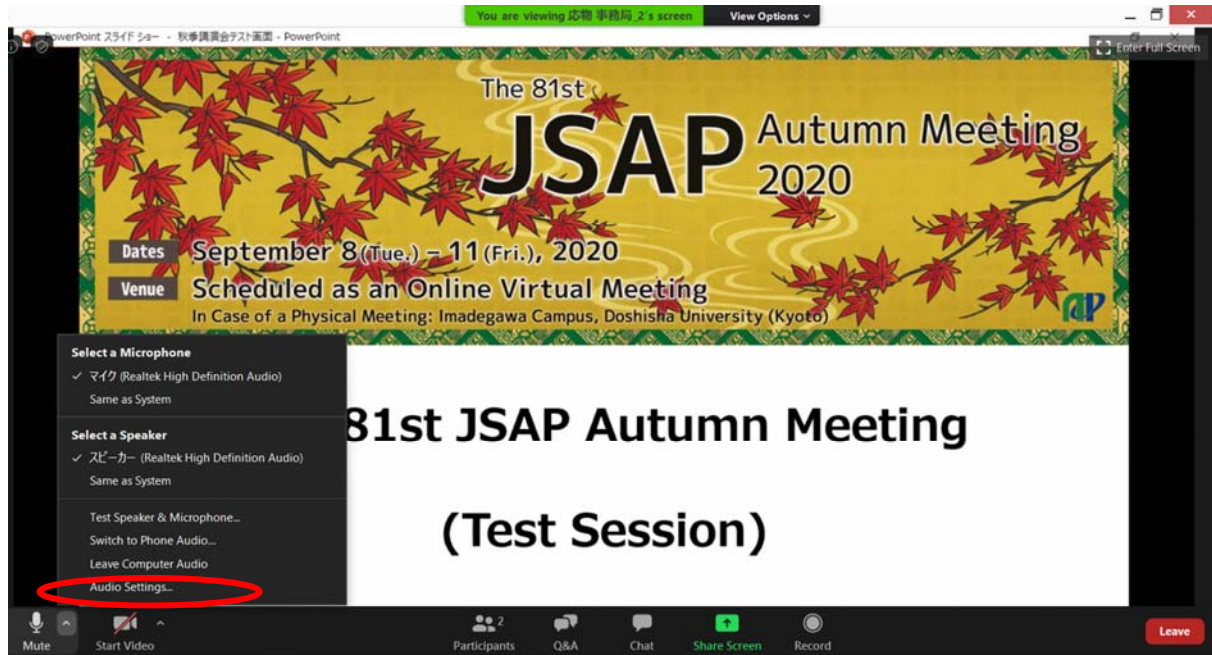 You are viewing 応物 事務局_2's screen
View Options
PowerPoint スライド ショー - 秋季講演会テスト画面 - PowerPoint
Enter Full Screen
The 81st
JSAP Autumn Meeting
2020
Dates September 8(Tue.) – 11(Fri.), 2020
Venue Scheduled as an Online Virtual Meeting
In Case of a Physical Meeting: Imadegawa Campus, Doshisha University (Kyoto)
81st JSAP Autumn Meeting
(Test Session)
Select a Microphone
マイク (Realtek High Definition Audio)
Same as System
Select a Speaker
スピーカー (Realtek High Definition Audio)
Same as System
Test Speaker & Microphone...
Switch to Phone Audio...
Leave Computer Audio
Audio Settings...
Mute
Start Video
Participants
2
Q&A
Chat
Share Screen
Record
Leave